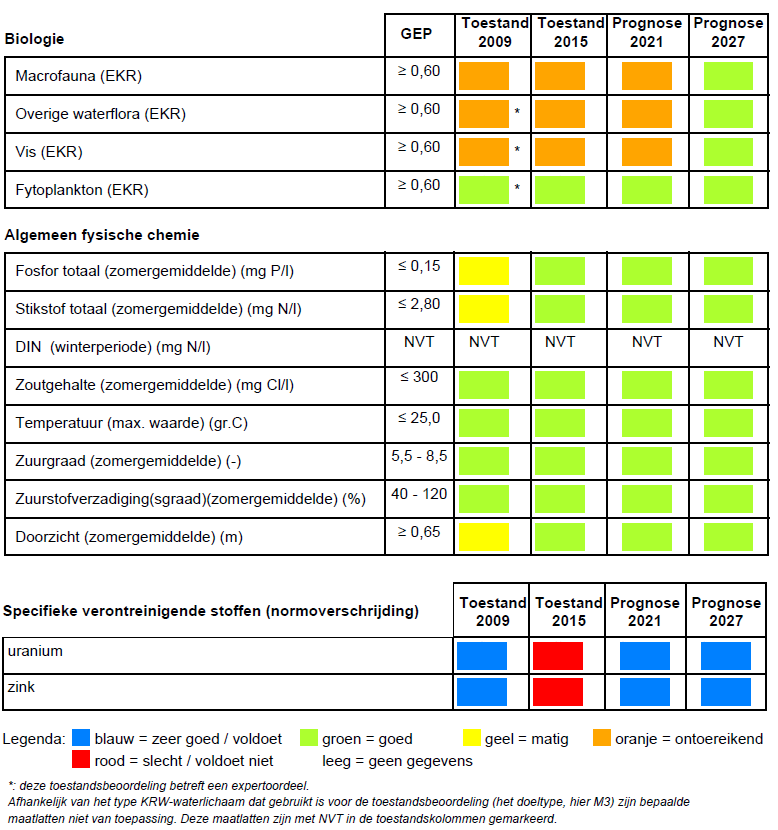 Biologie GEP Toestand 2009 Toestand 2015 Prognose 2021 Prognose 2027
Macrofauna (EKR) ≥ 0,60
Overige waterflora (EKR) ≥ 0,60 *
Vis (EKR) ≥ 0,60 *
Fytoplankton (EKR) ≥ 0,60 *
Algemeen fysische chemie
Fosfor totaal (zomergemiddelde) (mg P/l) ≤ 0,15
Stikstof totaal (zomergemiddelde) (mg N/l) ≤ 2,80
DIN (winterperiode) (mg N/l) NVT NVT NVT NVT NVT
Zoutgehalte (zomergemiddelde) (mg Cl/l) ≤ 300
Temperatuur (max. waarde) (gr.C) ≤ 25,0
Zuurgraad (zomergemiddelde) (-) 5,5 - 8,5
Zuurstofverzadiging(sgraad)(zomergemiddelde) (%) 40 - 120
Doorzicht (zomergemiddelde) (m) ≥ 0,65
Specifieke verontreinigende stoffen (normoverschrijding) Toestand 2009 Toestand 2015 Prognose 2021 Prognose 2027
uranium
zink
Legenda: blauw = zeer goed / voldoet groen = goed geel = matig oranje = ontoereikend
rood = slecht / voldoet niet leeg = geen gegevens
*: deze toestandsbeoordeling betreft een expertoordeel.
Afhankelijk van het type KRW-waterlichaam dat gebruikt is voor de toestandsbeoordeling (het doeltype, hier M3) zijn bepaalde
maatlatten niet van toepassing. Deze maatlatten zijn met NVT in de toestandskolommen gemarkeerd.